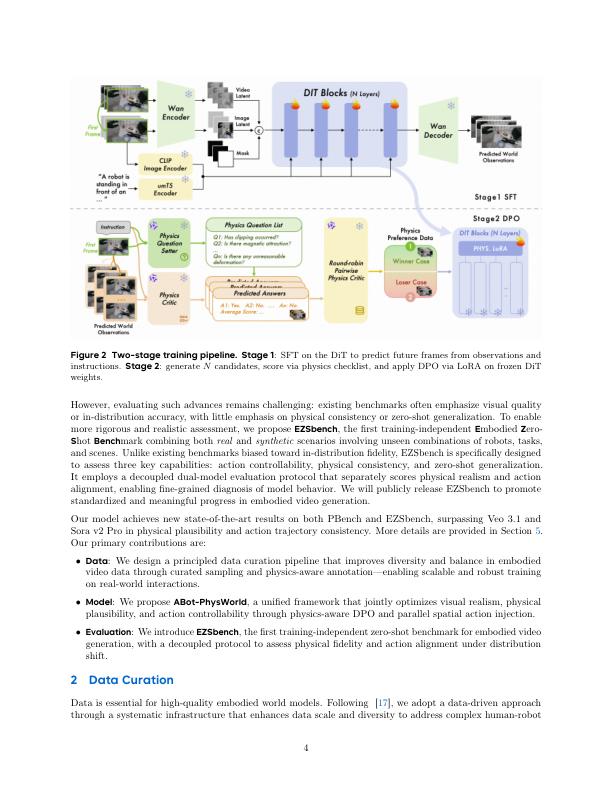 DIT Blocks (N Layers)
Video
Latent
Wan
Encoder
Image
Latent
Wan
Decoder
First
Frame
Mask
Predicted World
Observations
CLIP
Image Encoder
"A robot is
standing in
front of an
..."
umT5
Encoder
Stage1 SFT
Stage2 DPO
Instruction
Physics Question List
Physics
Preference Data
DIT Blocks (N Layers)
PHYS. LoRA
First
Frame
Physics
Question
Setter
Q1: Has clipping occurred?
Q2: Is there magnetic attraction?
...
Qn: Is there any unreasonable
deformation?
Winner Case
Round-robin
Pairwise
Physics Critic
Loser Case
Physics
Critic
Predicted Answers
Predicted Answers
Predicted Answers
A1: Yes, A2: No. ... An: No.
Average Score: ...
Predicted World
Observations
Figure 2 Two-stage training pipeline. Stage 1: SFT on the DiT to predict future frames from observations and
instructions. Stage 2: generate N candidates, score via physics checklist, and apply DPO via LoRA on frozen DiT
weights.
However, evaluating such advances remains challenging: existing benchmarks often emphasize visual quality
or in-distribution accuracy, with little emphasis on physical consistency or zero-shot generalization. To enable
more rigorous and realistic assessment, we propose EZSbench, the first training-independent Embodied Zero-
Shot Benchmark combining both real and synthetic scenarios involving unseen combinations of robots, tasks,
and scenes. Unlike existing benchmarks biased toward in-distribution fidelity, EZSbench is specifically designed
to assess three key capabilities: action controllability, physical consistency, and zero-shot generalization.
It employs a decoupled dual-model evaluation protocol that separately scores physical realism and action
alignment, enabling fine-grained diagnosis of model behavior. We will publicly release EZSbench to promote
standardized and meaningful progress in embodied video generation.
Our model achieves new state-of-the-art results on both PBench and EZSbench, surpassing Veo 3.1 and
Sora v2 Pro in physical plausibility and action trajectory consistency. More details are provided in Section 5.
Our primary contributions are:
• Data: We design a principled data curation pipeline that improves diversity and balance in embodied
video data through curated sampling and physics-aware annotation—enabling scalable and robust training
on real-world interactions.
• Model: We propose ABot-PhysWorld, a unified framework that jointly optimizes visual realism, physical
plausibility, and action controllability through physics-aware DPO and parallel spatial action injection.
• Evaluation: We introduce EZSbench, the first training-independent zero-shot benchmark for embodied video
generation, with a decoupled protocol to assess physical fidelity and action alignment under distribution
shift.
2 Data Curation
Data is essential for high-quality embodied world models. Following [17], we adopt a data-driven approach
through a systematic infrastructure that enhances data scale and diversity to address complex human-robot
4